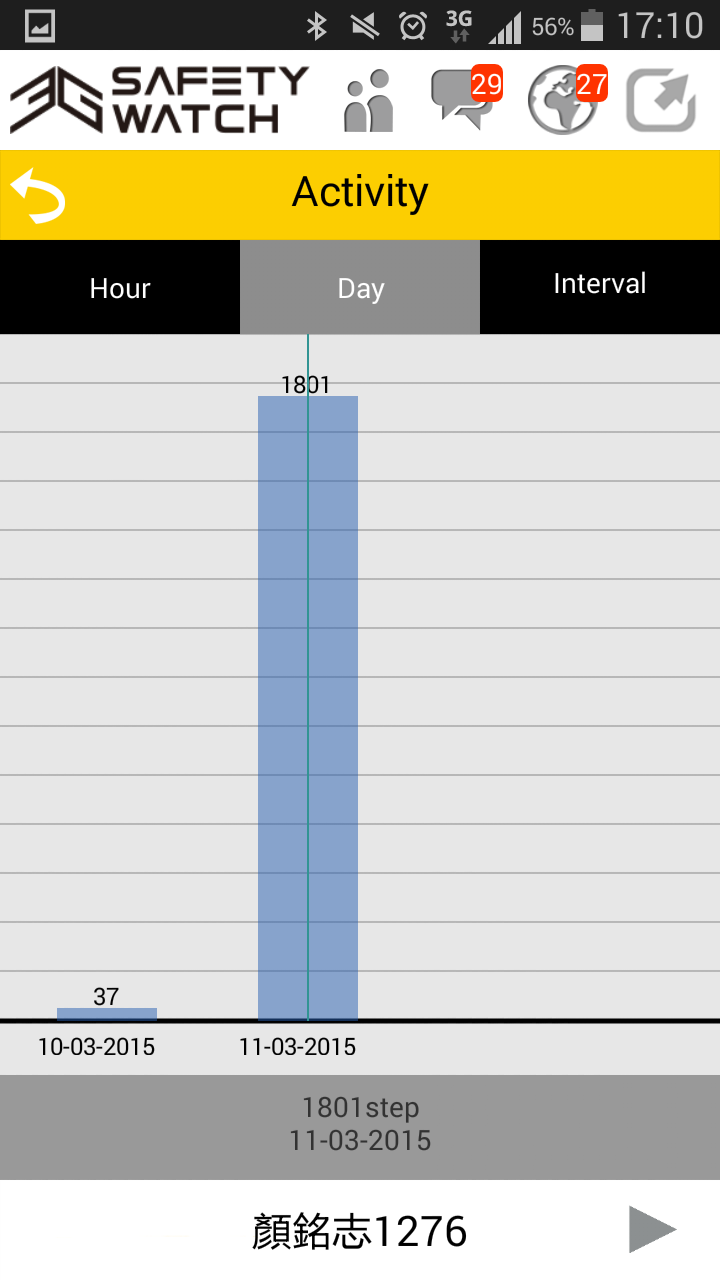 3G
56%
17:10
3G SAFETY
WATCH
29
27
Activity
Hour
Day
Interval
1801
37
10-03-2015
11-03-2015
1801step
11-03-2015
顏銘志1276